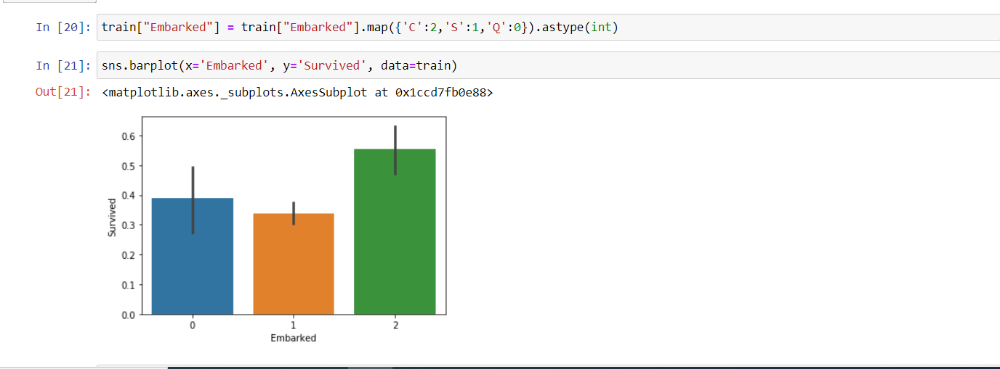 In [20]: train["Embarked"] = train["Embarked"].map({'C':2,'S':1,'Q':0}).astype(int)
In [21]: sns.barplot(x='Embarked', y='Survived', data=train)
Out[21]: <matplotlib.axes._subplots.AxesSubplot at 0x1ccd7fb0e88>
0.6
0.5
0.4
0.3
0.2
0.1
0.0
Survived
0 1 2
Embarked